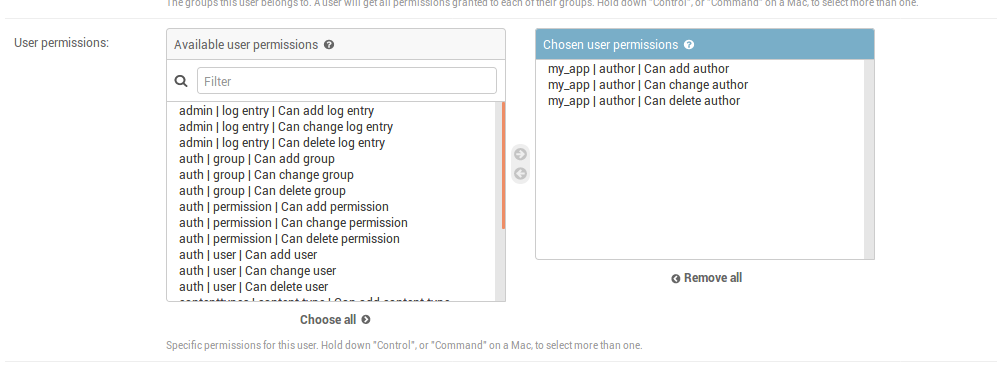 The groups this user belongs to. A user will get all permissions granted to each of their groups. Hold down "Control", or "Command" on a Mac, to select more than one.
User permissions:
Available user permissions
Filter
admin | log entry | Can add log entry
admin | log entry | Can change log entry
admin | log entry | Can delete log entry
auth | group | Can add group
auth | group | Can change group
auth | group | Can delete group
auth | permission | Can add permission
auth | permission | Can change permission
auth | permission | Can delete permission
auth | user | Can add user
auth | user | Can change user
auth | user | Can delete user
contenttypes | content type | Can add content type
Choose all
Chosen user permissions
my_app | author | Can add author
my_app | author | Can change author
my_app | author | Can delete author
Remove all
Specific permissions for this user. Hold down "Control", or "Command" on a Mac, to select more than one.